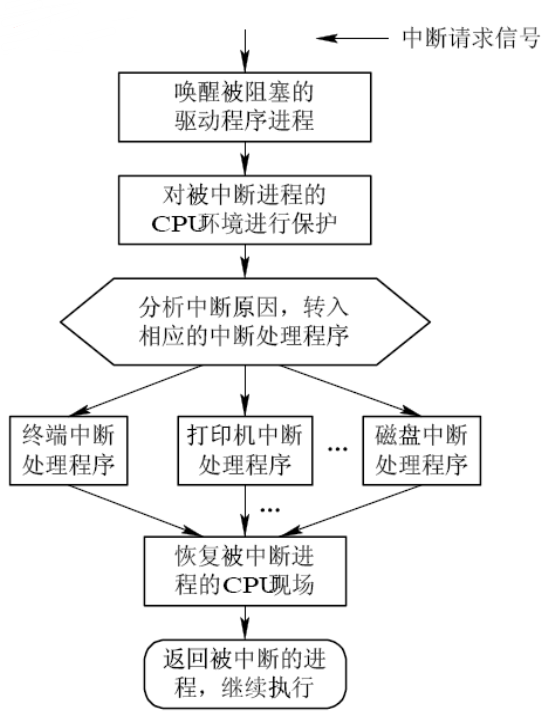 中断请求信号
唤醒被阻塞的
驱动程序进程
对被中断进程的
CPU环境进行保护
分析中断原因，转入
相应的中断处理程序
终端中断
处理程序
打印机中断
处理程序
…
磁盘中断
处理程序
…
恢复被中断进
程的CPU现场
返回被中断的进
程，继续执行